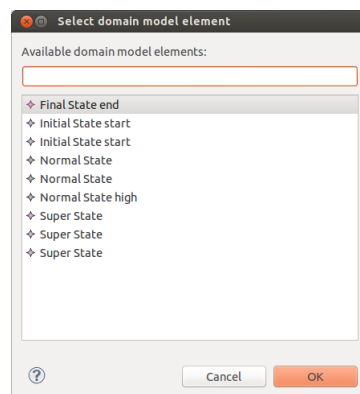 Select domain model element
Available domain model elements:
Final State end
Initial State start
Initial State start
Normal State
Normal State
Normal State high
Super State
Super State
Super State
?
Cancel
OK